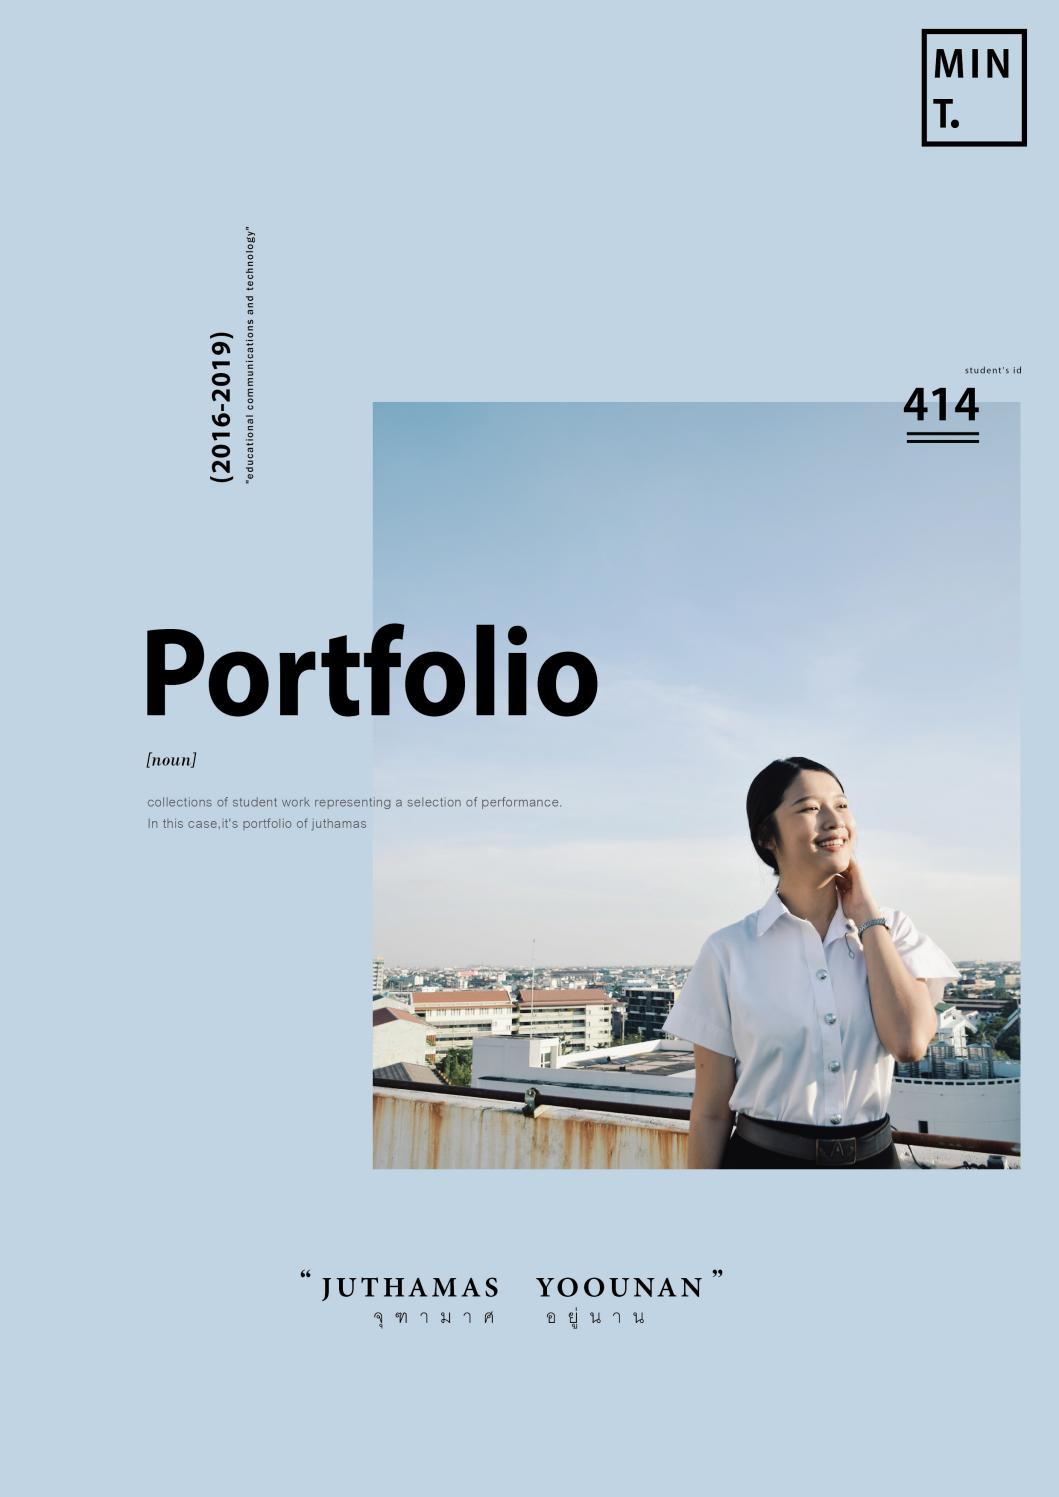 MIN
T.
(2016-2019)
"educational communications and technology"
student's id
414
Portfolio
[noun]
collections of student work representing a selection of performance.
In this case,it's portfolio of juthamas
“ JUTHAMAS YOOUNAN ”
จุฑามาศ อยู่นาน